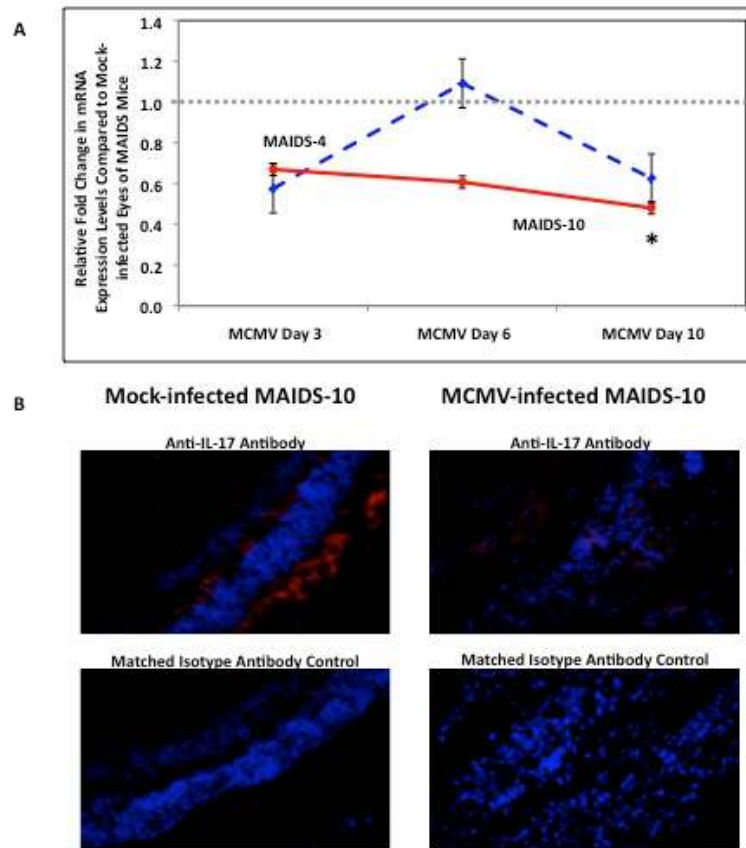 A
Relative Fold Change in mRNA
Expression Levels Compared to Mock-
infected Eyes of MAIDS Mice
1.4
1.2
1.0
0.8
0.6
0.4
0.2
0.0
MAIDS-4
MAIDS-10
*
MCMV Day 3 MCMV Day 6 MCMV Day 10
B
Mock-infected MAIDS-10 MCMV-infected MAIDS-10
Anti-IL-17 Antibody Anti-IL-17 Antibody
Matched Isotype Antibody Control Matched Isotype Antibody Control